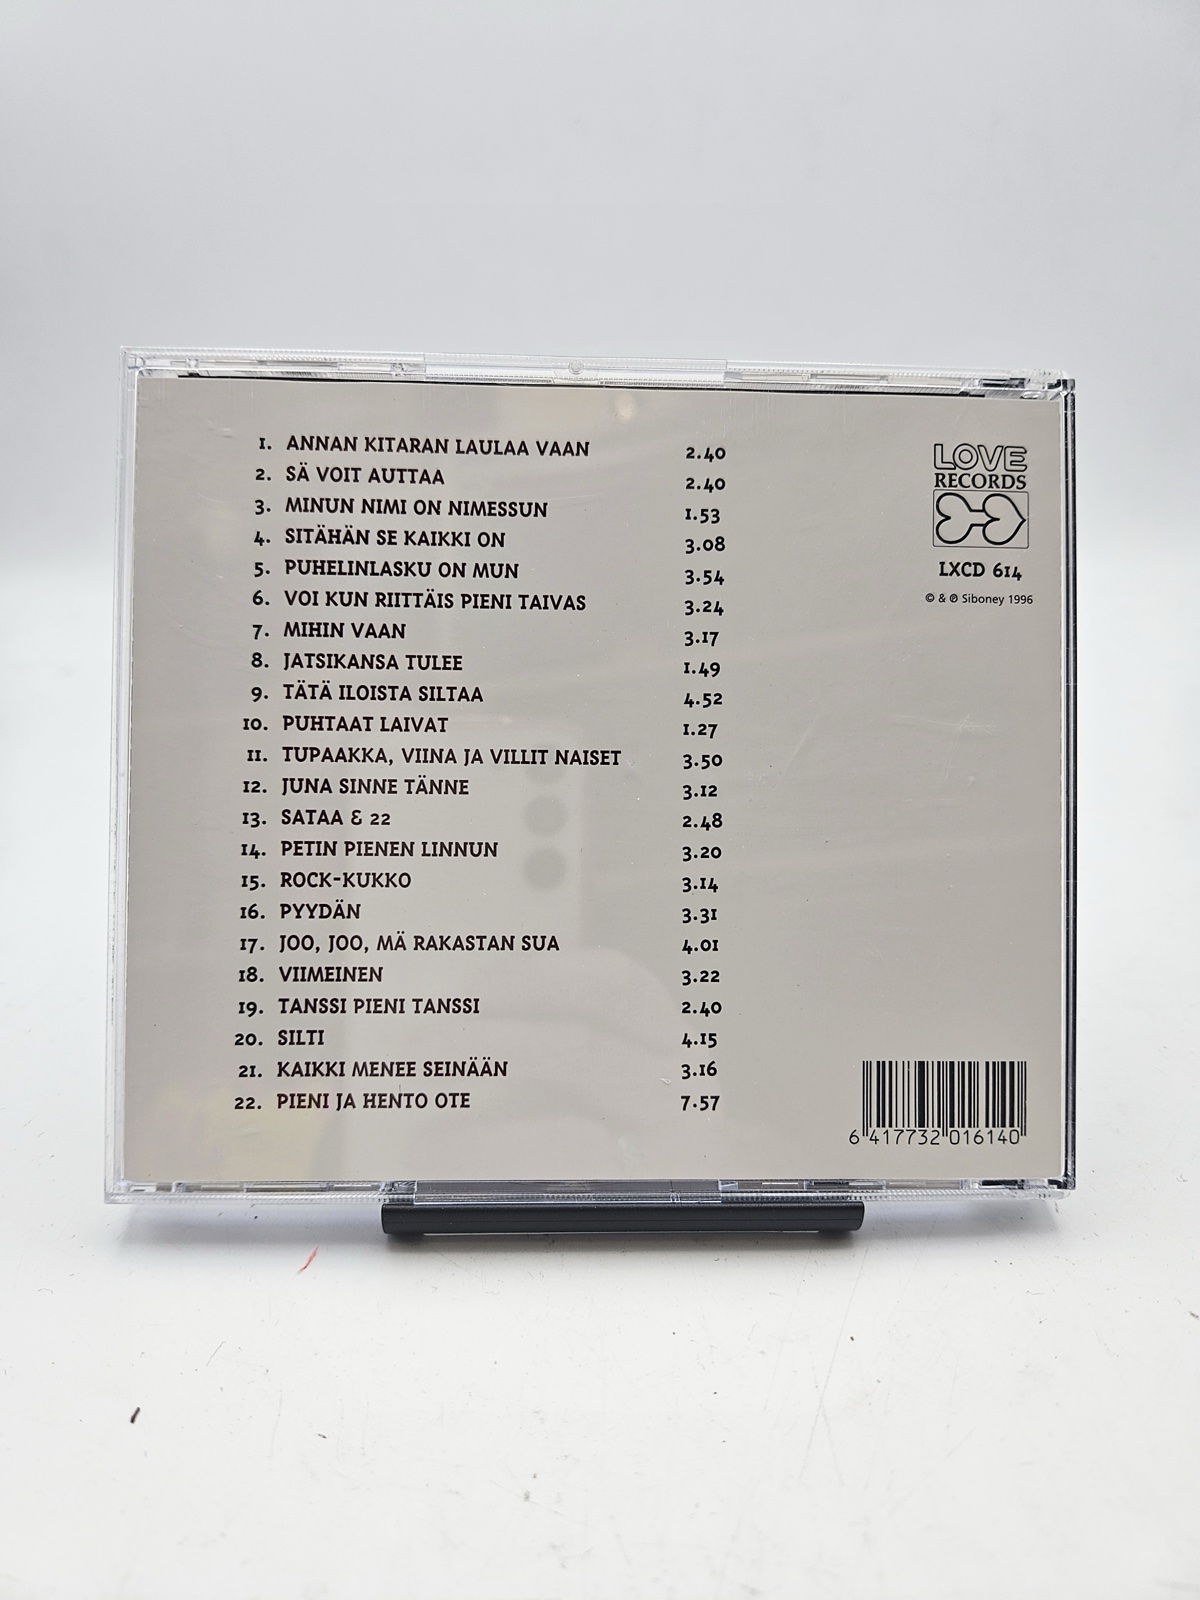 1. ANNAN KITARAN LAULAA VAAN 2.40
2. SÄ VOIT AUTTAA 2.40
3. MINUN NIMI ON NIMESSUN 1.53
4. SITÄHÄN SE KAIKKI ON 3.08
5. PUHELINLASKU ON MUN 3.54
6. VOI KUN RIITTÄIS PIENI TAIVAS 3.24
7. MIHIN VAAN 3.17
8. JATSIKANSA TULEE 1.49
9. TÄTÄ ILOISTA SILTAA 4.52
10. PUHTAAT LAIVAT 1.27
11. TUPAAKKA, VIINA JA VILLIT NAISET 3.50
12. JUNA SINNE TÄNNE 3.12
13. SATAA & 22 2.48
14. PETIN PIENEN LINNUN 3.20
15. ROCK-KUKKO 3.14
16. PYYDÄN 3.31
17. JOO, JOO, MÄ RAKASTAN SUA 4.01
18. VIIMEINEN 3.22
19. TANSSI PIENI TANSSI 2.40
20. SILTI 4.15
21. KAIKKI MENEE SEINÄÄN 3.16
22. PIENI JA HENTO OTE 7.57
LOVE
RECORDS
LXCD 614
© & ℗ Siboney 1996
6 417732 016140